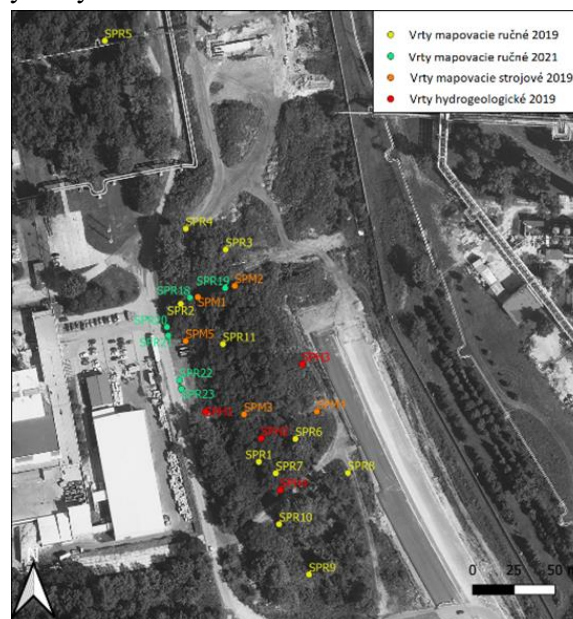 Vrty mapovacie ručné 2019
Vrty mapovacie ručné 2021
Vrty mapovacie strojové 2019
Vrty hydrogeologické 2019
SPR5
SPR4
SPR3
SPR19
SPM2
SPR18
SPM1
SPR2
SPR20
SPM5
SPR11
SPR22
SPR23
SPM3
SPR6
SPR1
SPR7
SPR8
SPR10
SPR9
0
25
50 m